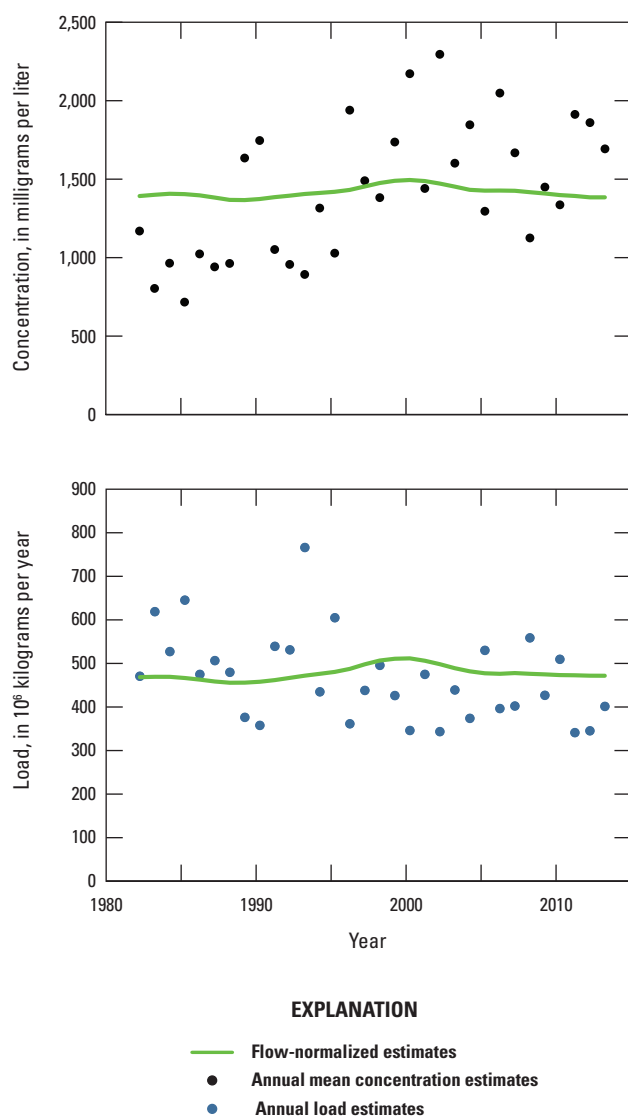 2,500
2,000
1,500
1,000
500
0
Concentration, in milligrams per liter
900
800
700
600
500
400
300
200
100
0
Load, in 10⁶ kilograms per year
1980
1990
2000
2010
Year
EXPLANATION
Flow-normalized estimates
Annual mean concentration estimates
Annual load estimates